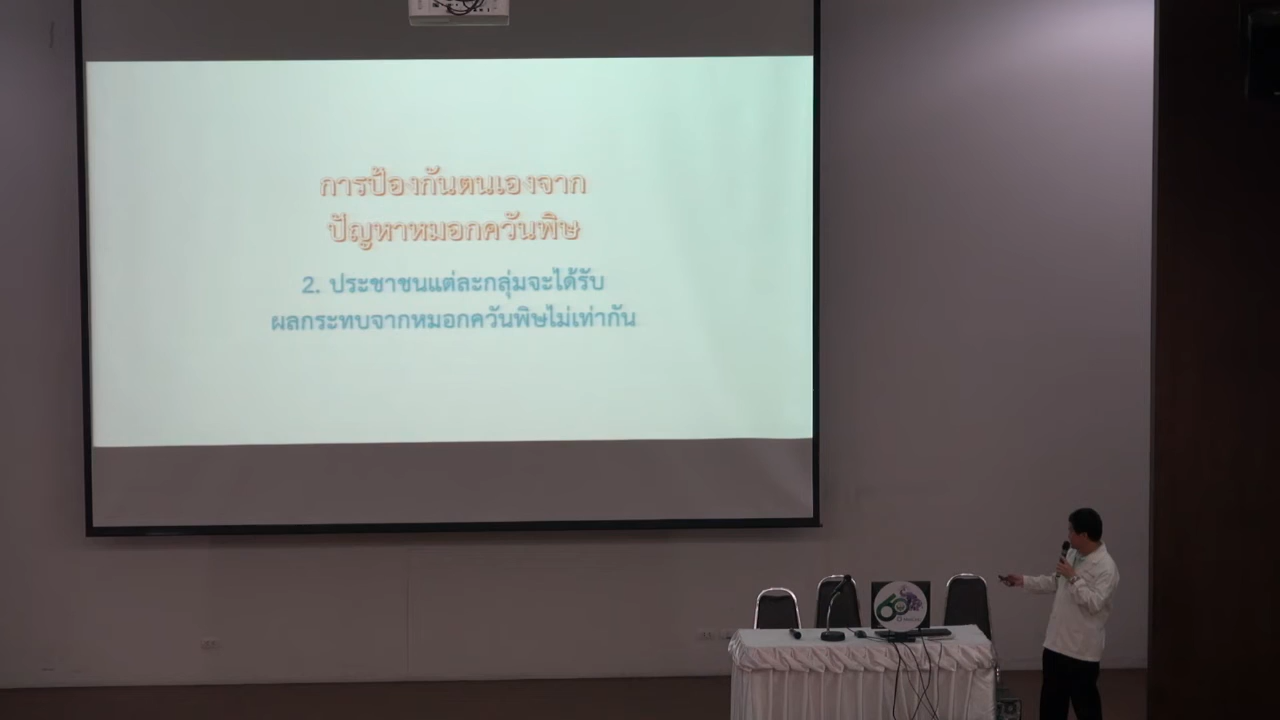 การป้องกันตนเองจาก
ปัญหาหมอกควันพิษ
2. ประชาชนแต่ละกลุ่มจะได้รับ
ผลกระทบจากหมอกควันพิษไม่เท่ากัน
60